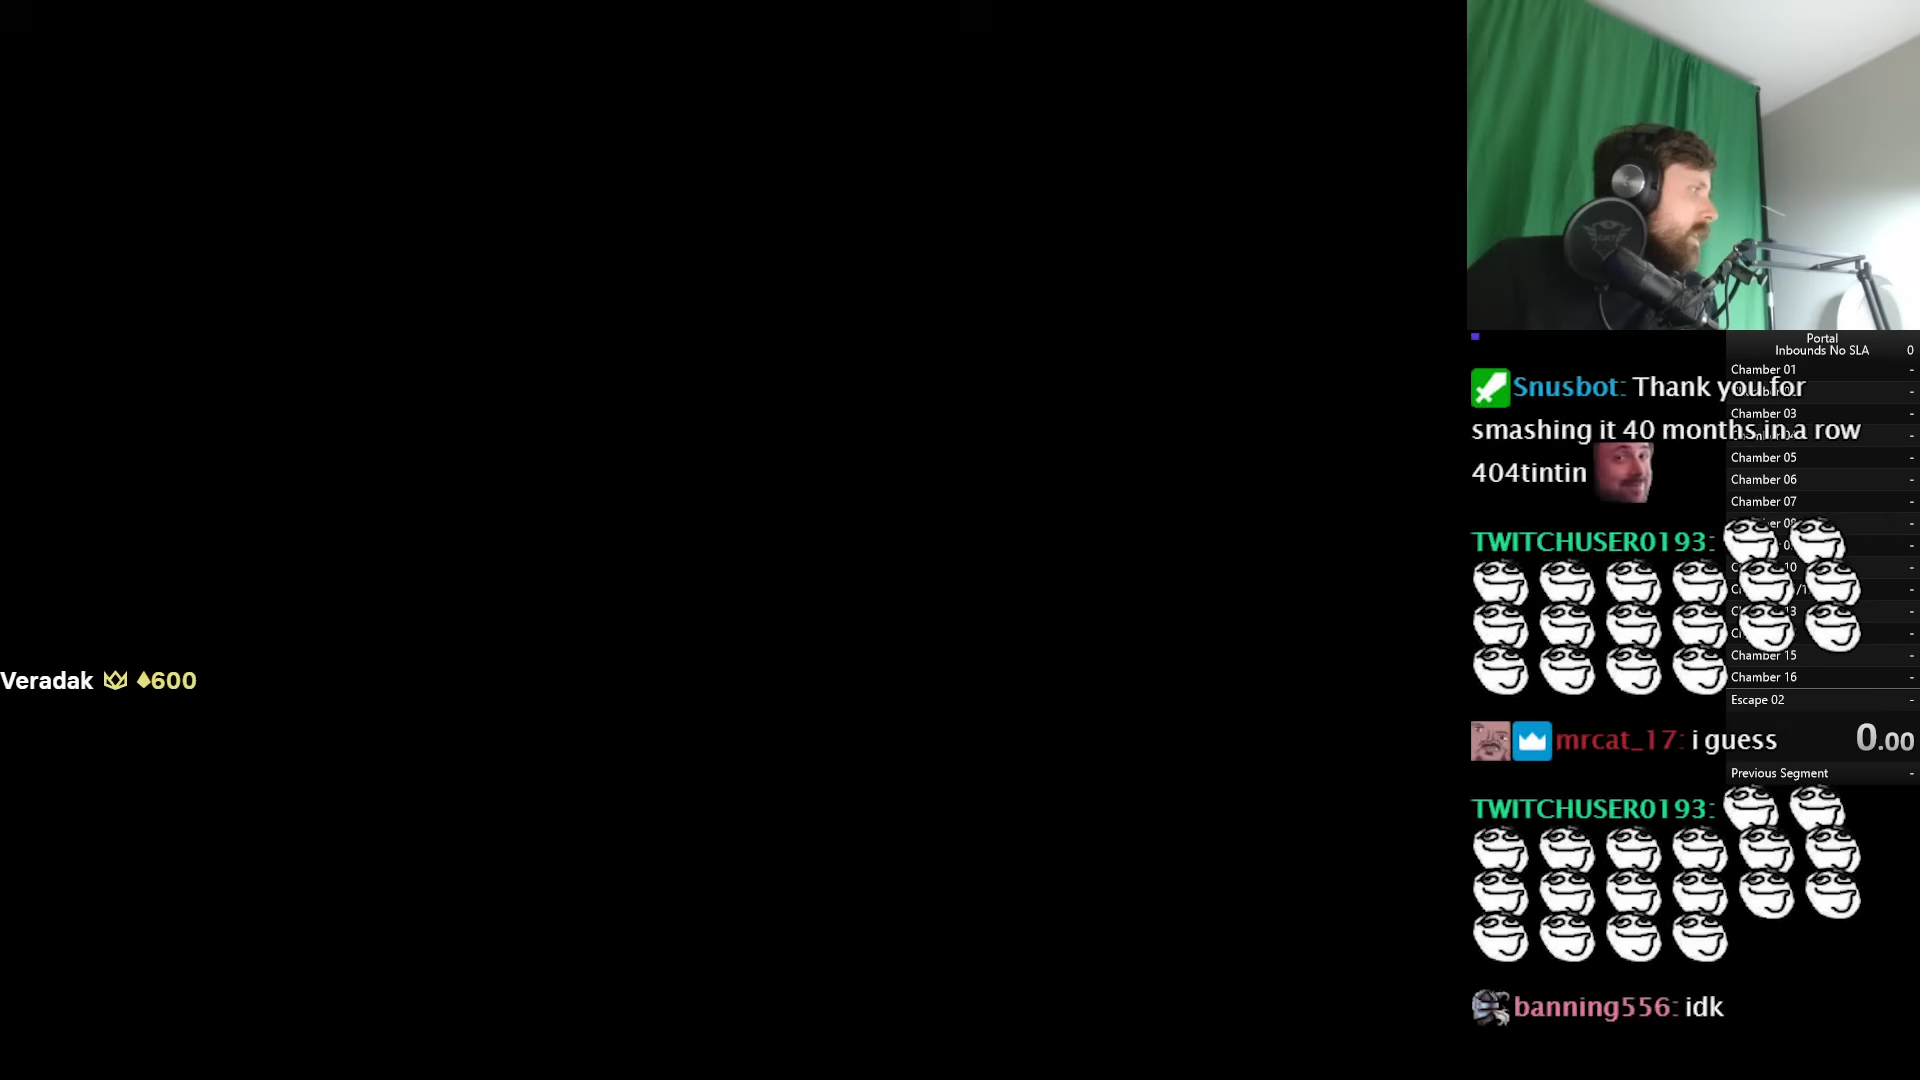 Veradak 600
Portal
Inbounds No SLA 0
Chamber 01 -
Snusbot: Thank you for
smashing it 40 months in a row
404tintin
Chamber 03 -
Chamber 05 -
Chamber 06 -
Chamber 07 -
TWITCHUSER0193:
Chamber 15 -
Chamber 16 -
Escape 02 -
mrcat_17: i guess
0.00
Previous Segment -
TWITCHUSER0193:
banning556: idk